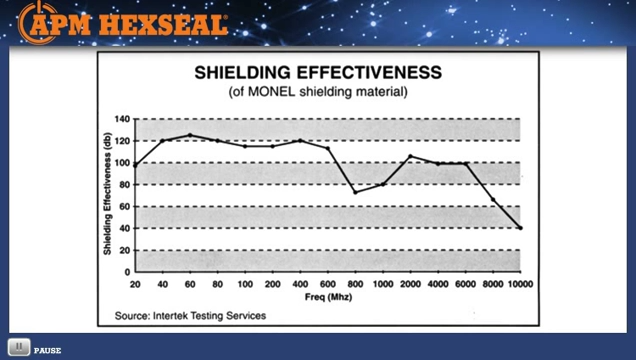 APM HEXSEAL®
SHIELDING EFFECTIVENESS
(of MONEL shielding material)
Shielding Effectiveness (db)
140
120
100
80
60
40
20
0
20 40 60 80 100 200 400 600 800 1000 2000 4000 6000 8000 10000
Freq (Mhz)
Source: Intertek Testing Services
PAUSE